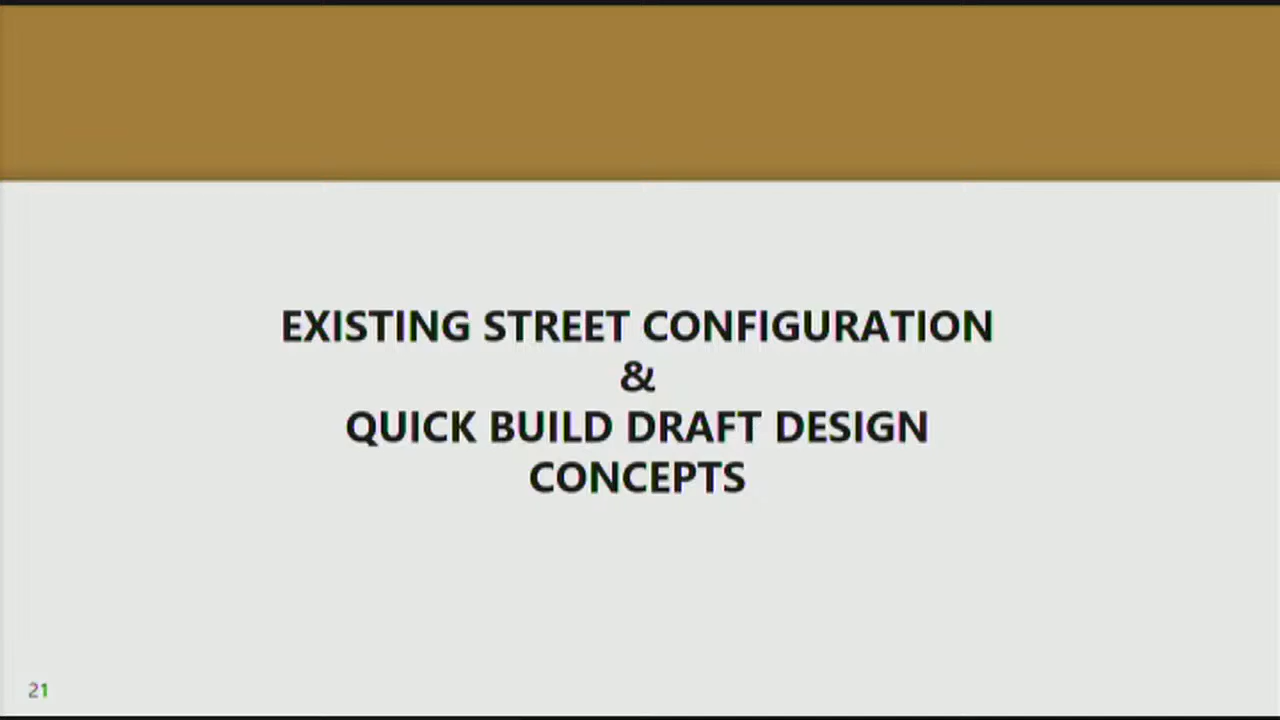 EXISTING STREET CONFIGURATION
&
QUICK BUILD DRAFT DESIGN
CONCEPTS
21